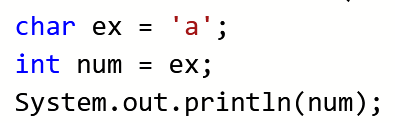 char ex = 'a';
int num = ex;
System.out.println(num);